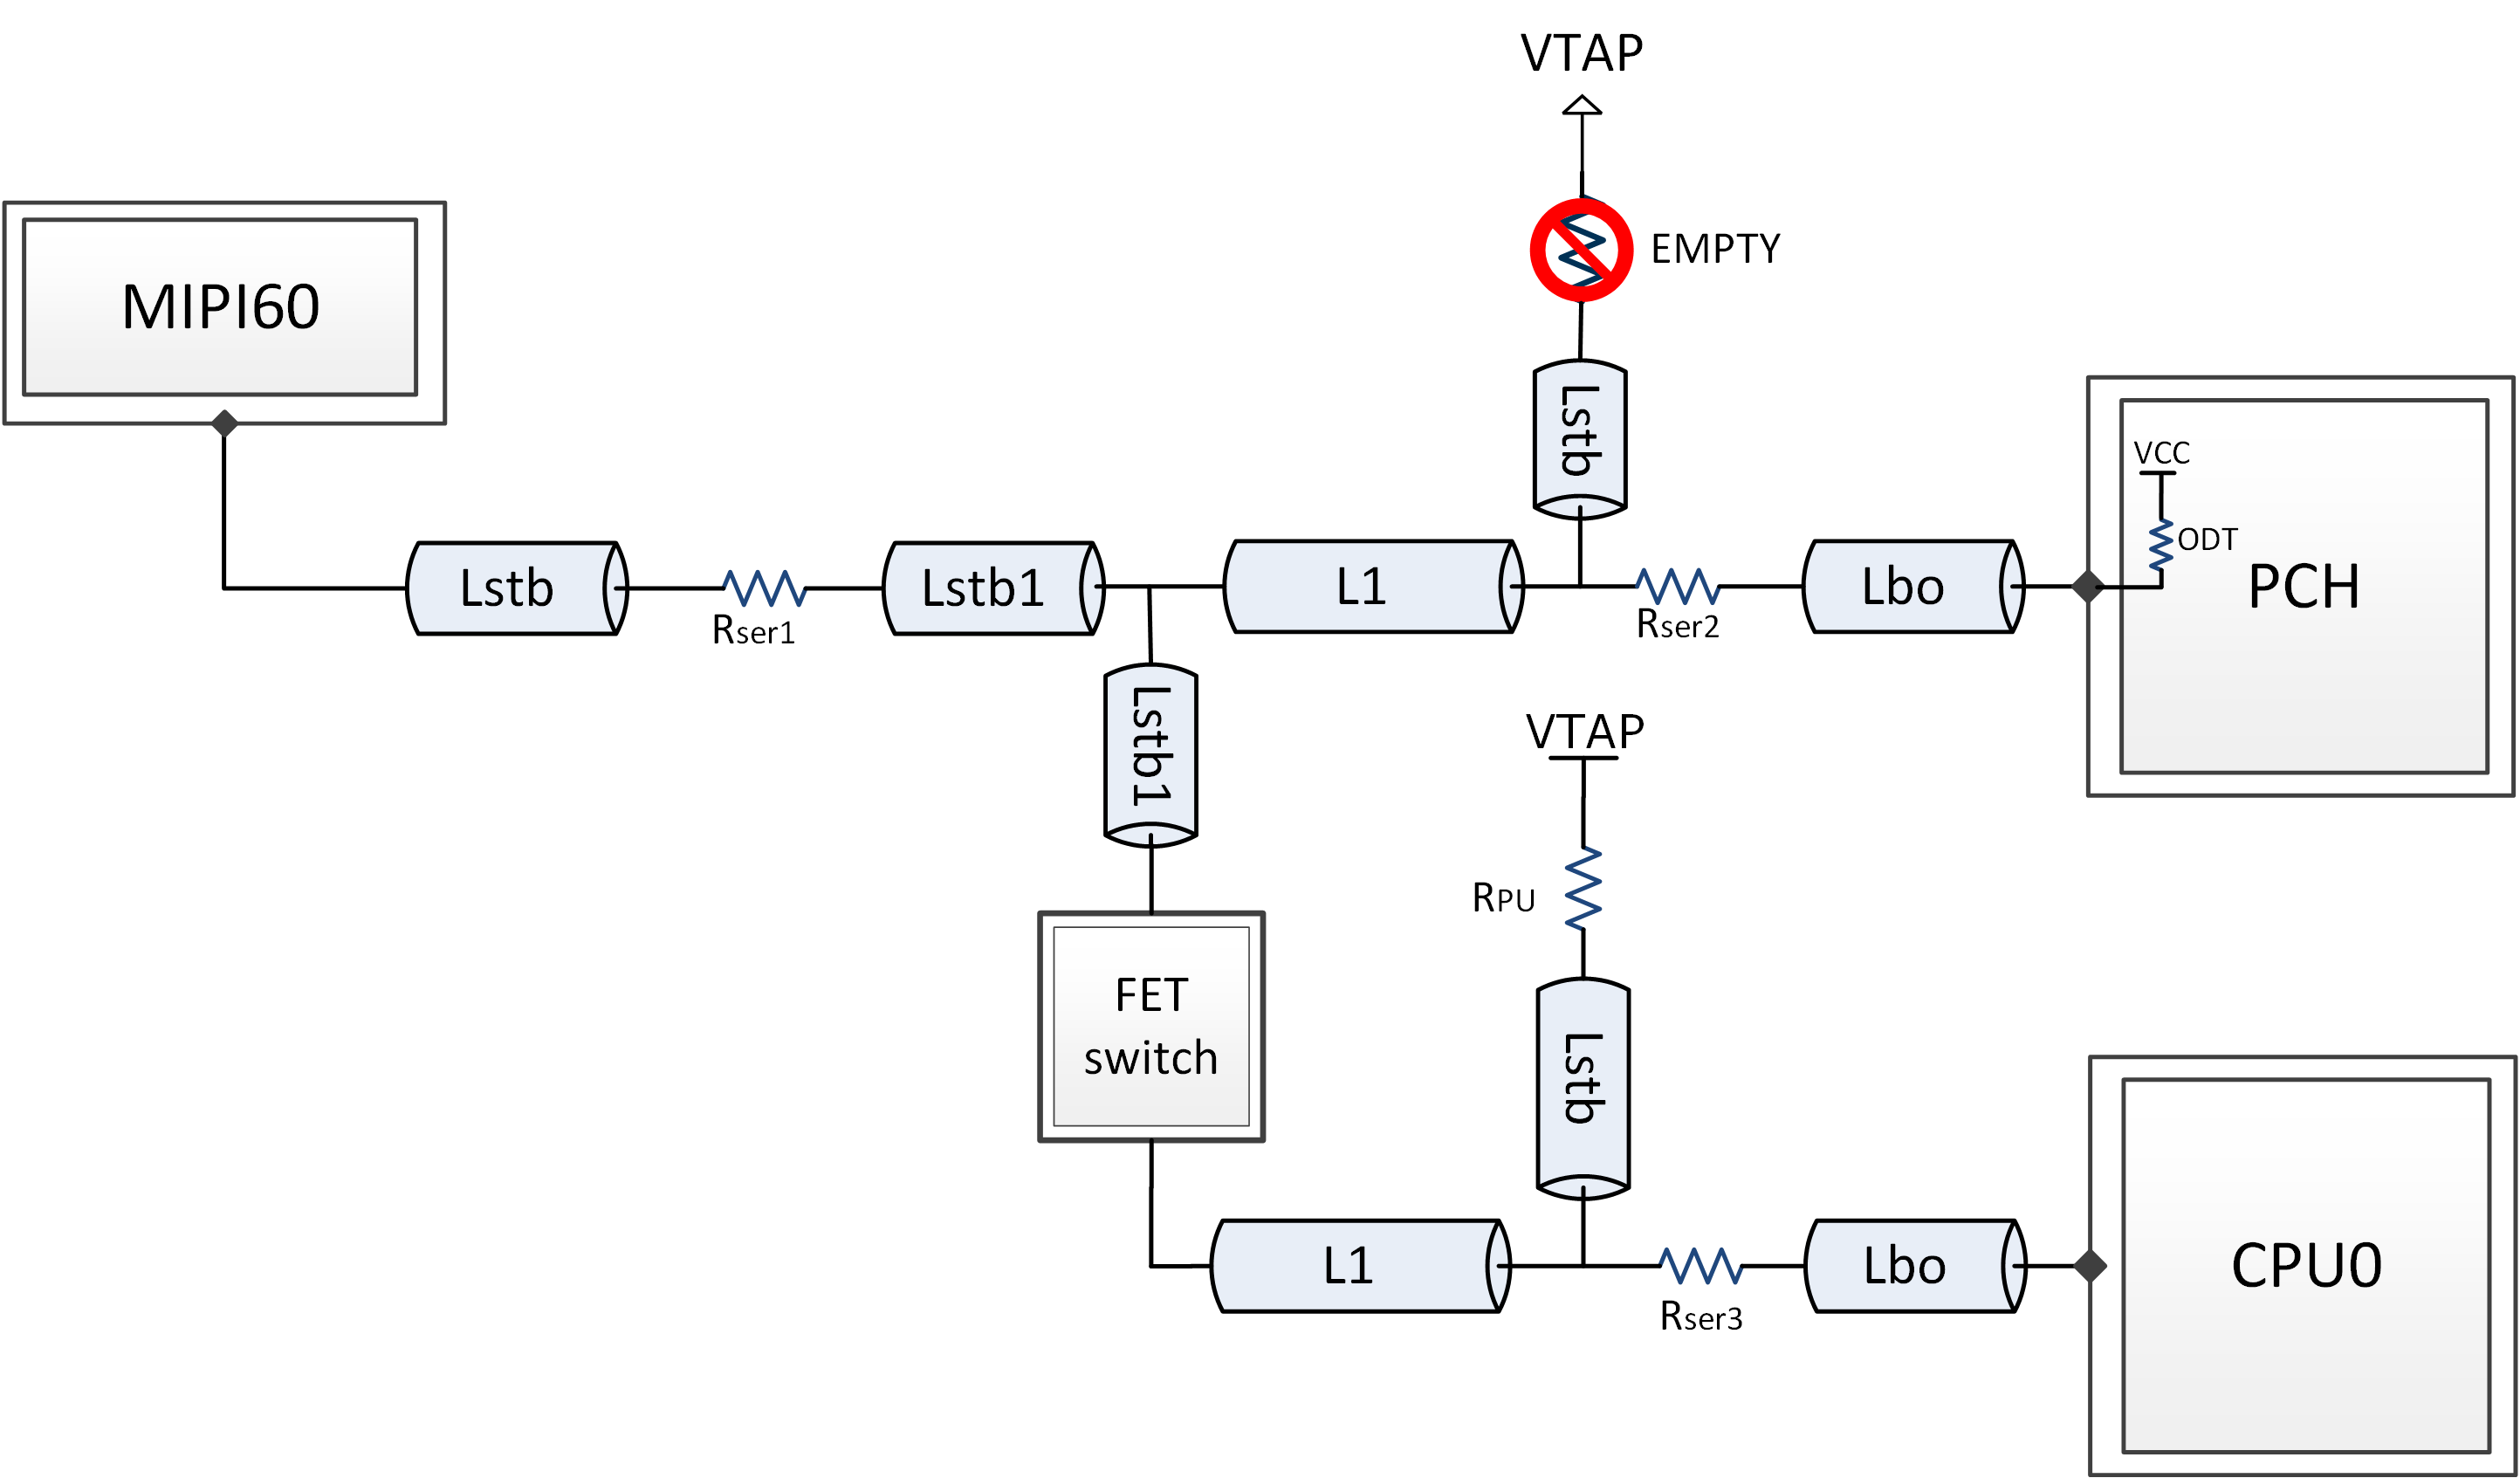 VTAP
EMPTY
MIPI60
Lstb
VCC
ODT
PCH
Lstb
Rser1
Lstb1
L1
Rser2
Lbo
Lstb1
VTAP
RPU
FET
switch
Lstb
L1
Rser3
Lbo
CPU0